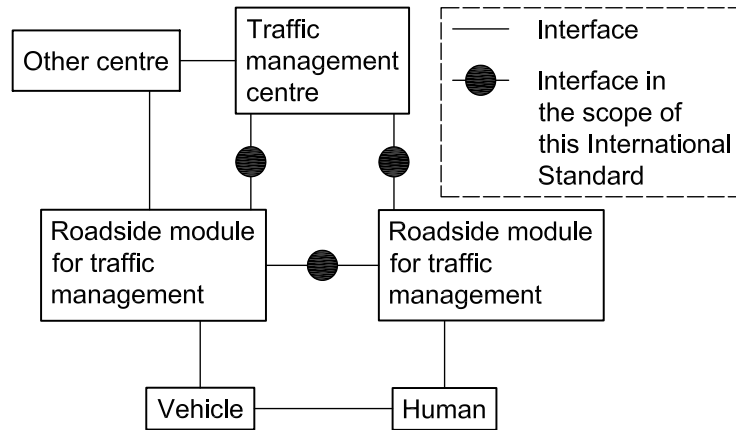 Other centre
Traffic
management
centre
Interface
Interface in
the scope of
this International
Standard
Roadside module
for traffic
management
Roadside module
for traffic
management
Vehicle
Human